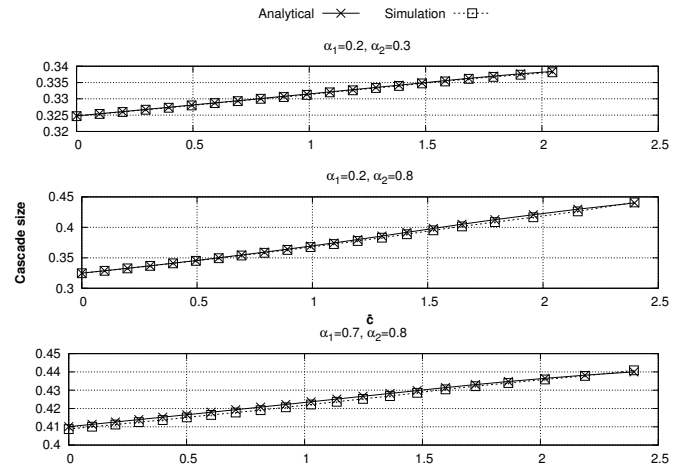 Analytical Simulation
α1=0.2, α2=0.3
0.34
0.335
0.33
0.325
0.32
0 0.5 1 1.5 2 2.5
α1=0.2, α2=0.8
0.45
0.4
0.35
0.3
0 0.5 1 1.5 2 2.5
Cascade size
c̄
α1=0.7, α2=0.8
0.45
0.44
0.43
0.42
0.41
0.4
0 0.5 1 1.5 2 2.5